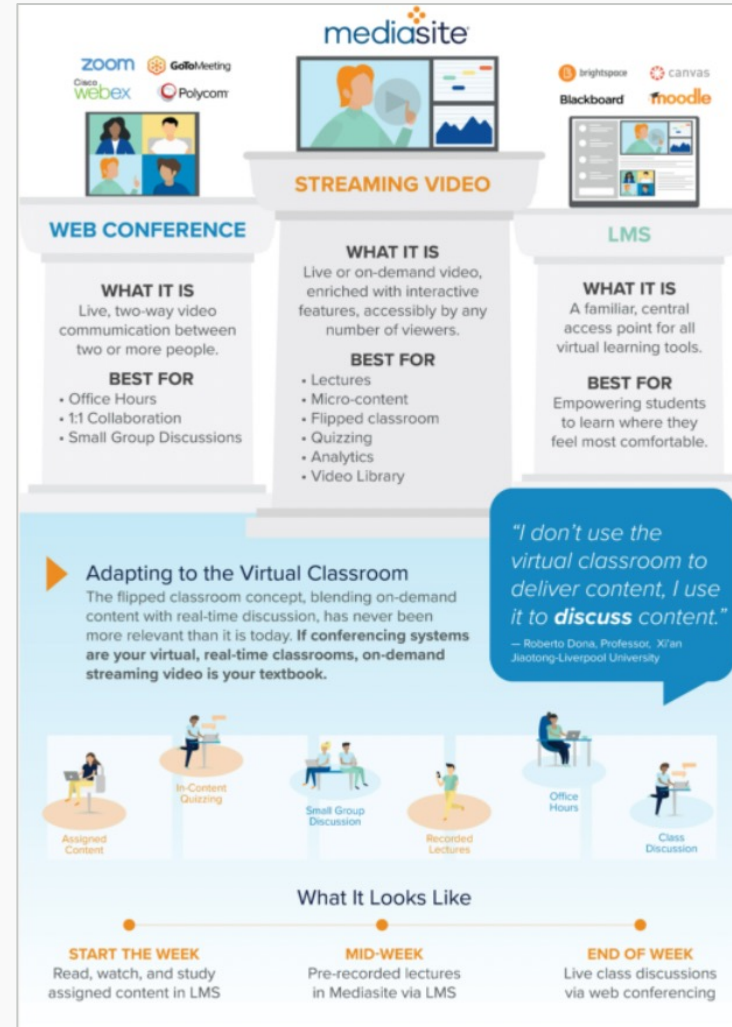 mediasite
zoom
GoToMeeting
Cisco
webex
Polycom
brightspace
canvas
Blackboard
moodle
WEB CONFERENCE
WHAT IT IS
Live, two-way video
commumication between
two or more people.
BEST FOR
• Office Hours
• 1:1 Collaboration
• Small Group Discussions
STREAMING VIDEO
WHAT IT IS
Live or on-demand video,
enriched with interactive
features, accessibly by any
number of viewers.
BEST FOR
• Lectures
• Micro-content
• Flipped classroom
• Quizzing
• Analytics
• Video Library
LMS
WHAT IT IS
A familiar, central
access point for all
virtual learning tools.
BEST FOR
Empowering students
to learn where they
feel most comfortable.
Adapting to the Virtual Classroom
The flipped classroom concept, blending on-demand
content with real-time discussion, has never been
more relevant than it is today. If conferencing systems
are your virtual, real-time classrooms, on-demand
streaming video is your textbook.
“I don’t use the
virtual classroom to
deliver content, I use
it to discuss content.”
— Roberto Dona, Professor, Xi’an
Jiaotong-Liverpool University
Assigned
Content
In-Content
Quizzing
Small Group
Discussion
Recorded
Lectures
Office
Hours
Class
Discussion
What It Looks Like
START THE WEEK
Read, watch, and study
assigned content in LMS
MID-WEEK
Pre-recorded lectures
in Mediasite via LMS
END OF WEEK
Live class discussions
via web conferencing